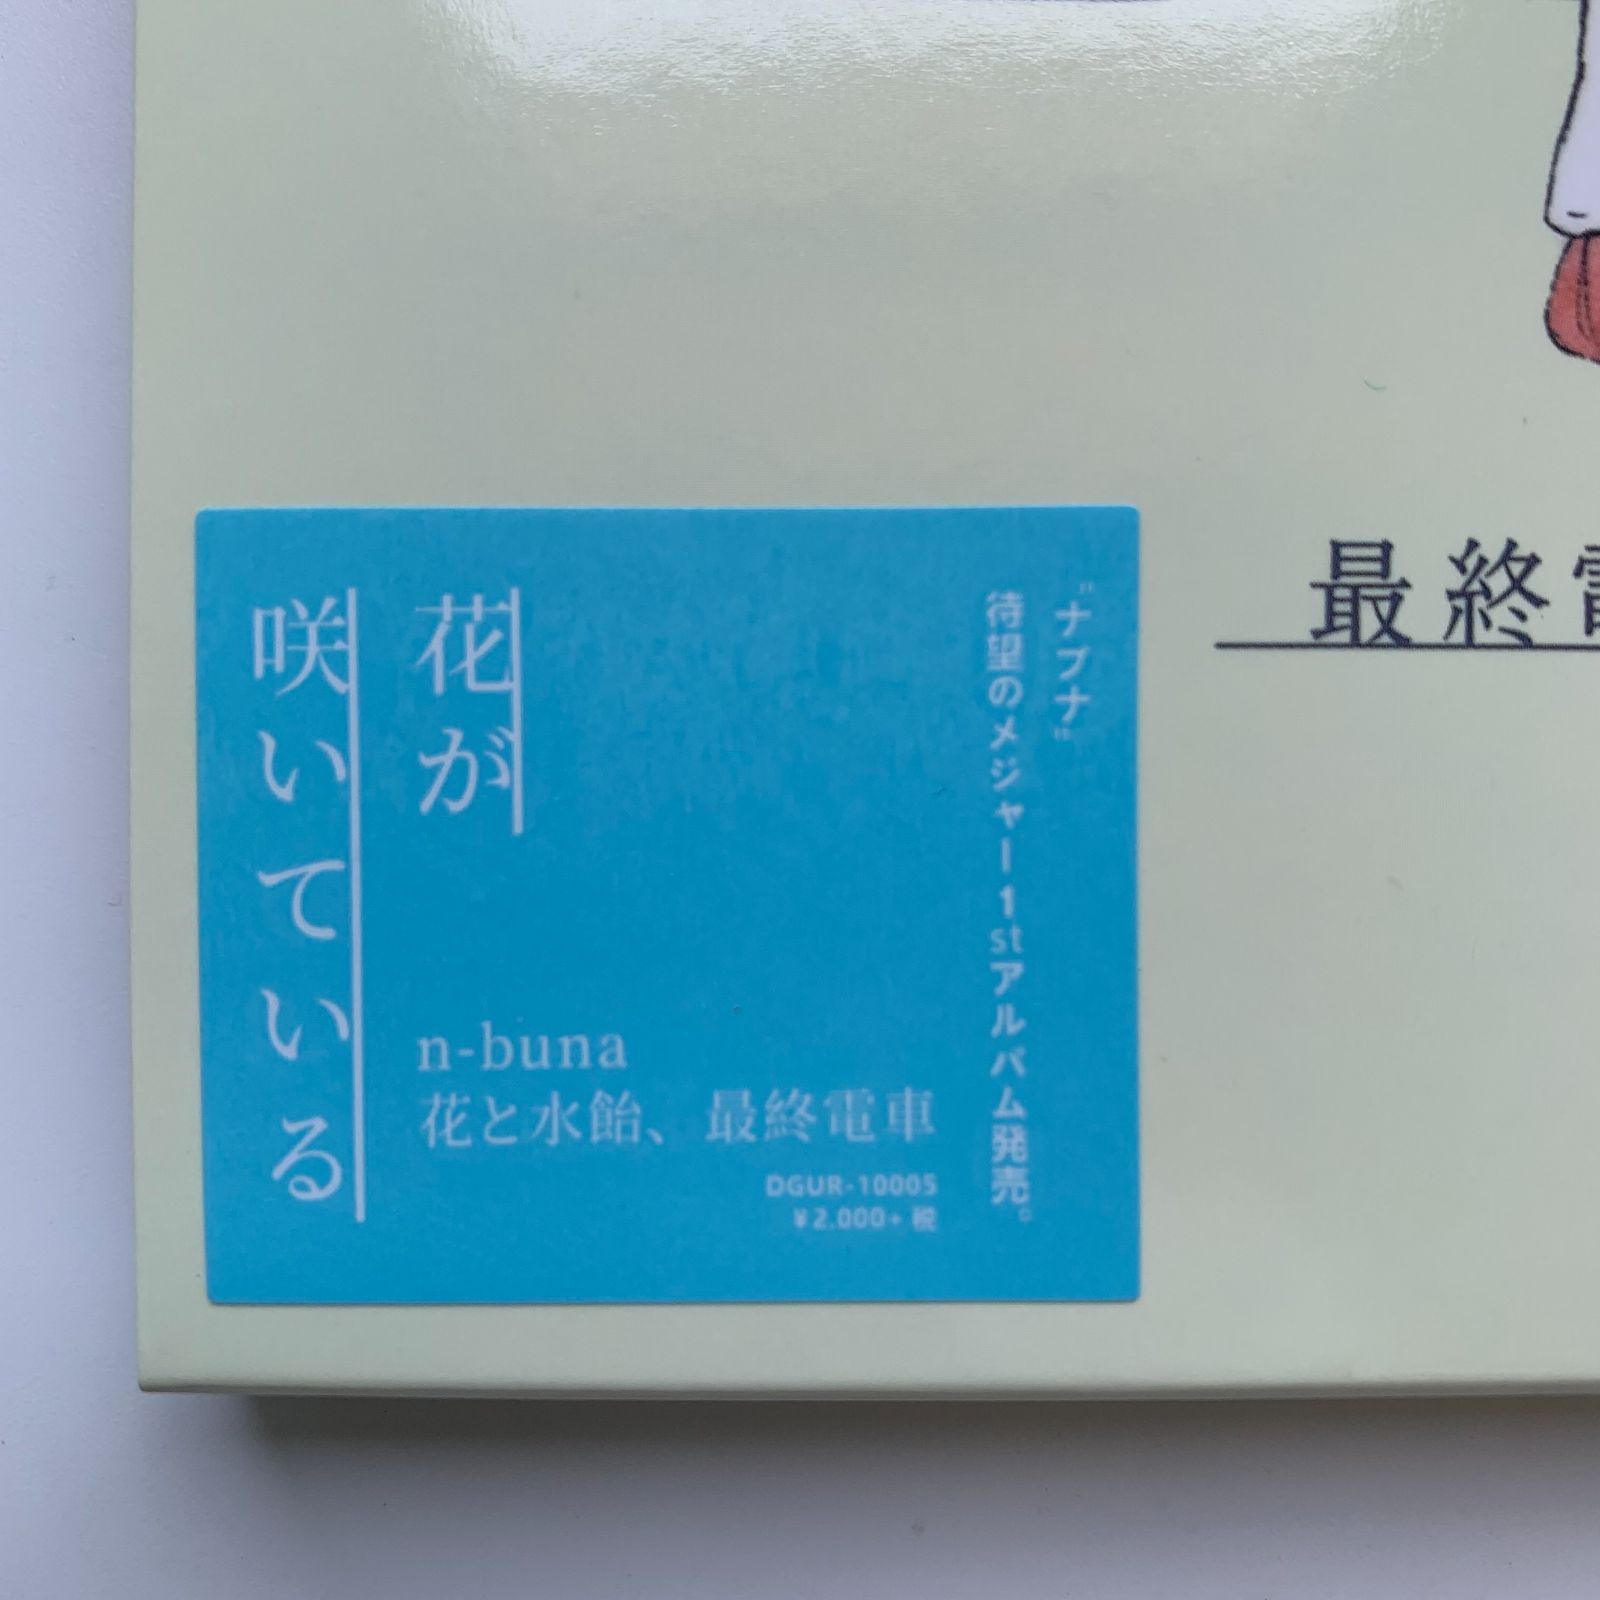 "ナブナ"
待望のメジャー1stアルバム発売。
花が
咲いている
n-buna
花と水飴、最終電車
DGUR-10005
¥2.000+税
最終電